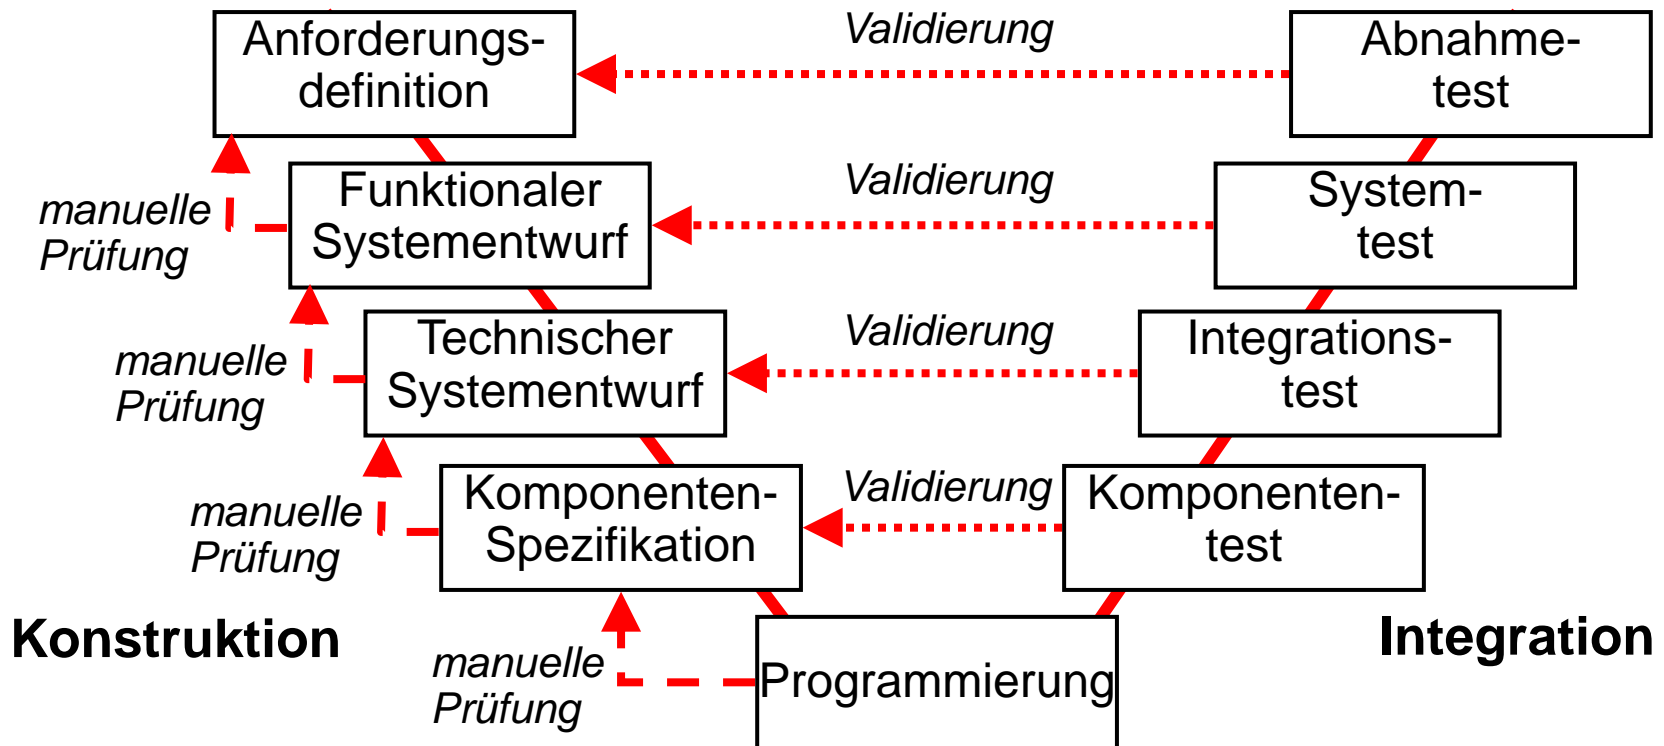 Anforderungs-
definition
Validierung
Abnahme-
test
manuelle
Prüfung
Funktionaler
Systementwurf
Validierung
System-
test
manuelle
Prüfung
Technischer
Systementwurf
Validierung
Integrations-
test
manuelle
Prüfung
Komponenten-
Spezifikation
Validierung
Komponenten-
test
Konstruktion
Integration
manuelle
Prüfung
Programmierung